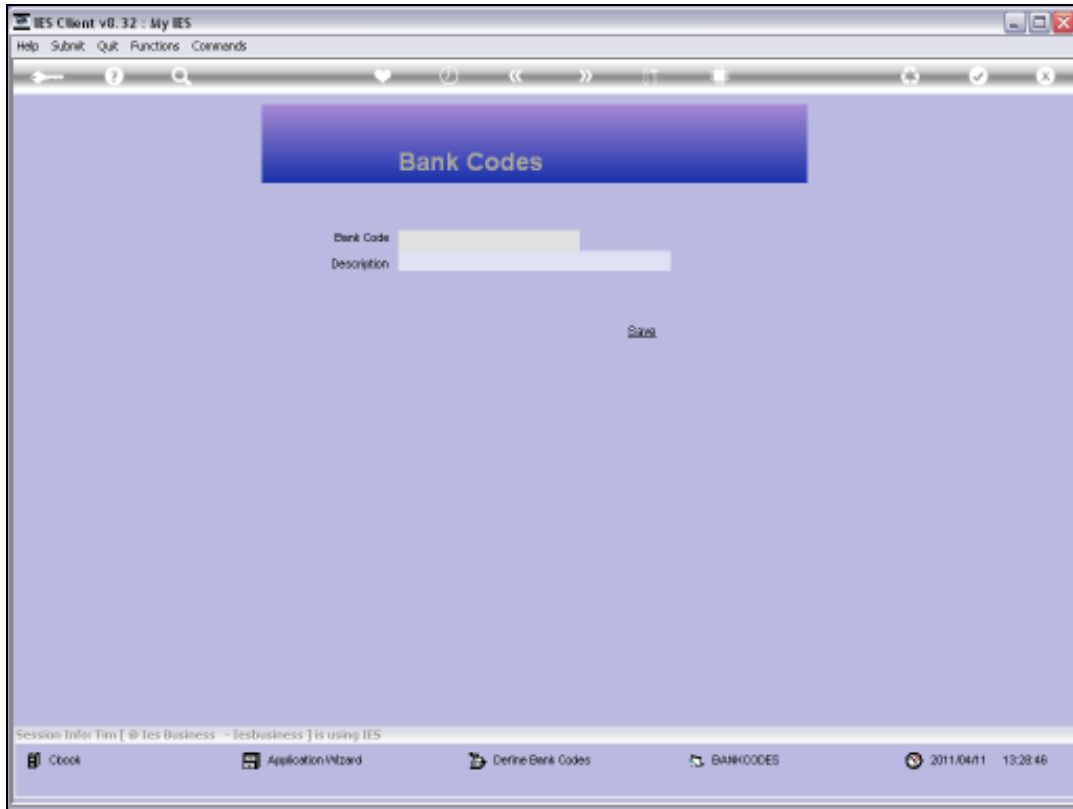 IES Client v8.32 : My IES
Help Submit Quit Functions Commands
Bank Codes
Bank Code
Description
Save
Session Info: Tim [ @ Ies Business - Iesbusiness ] is using IES
Cbook Application Wizard Define Bank Codes BANKCODES 2011/04/11 13:28:46